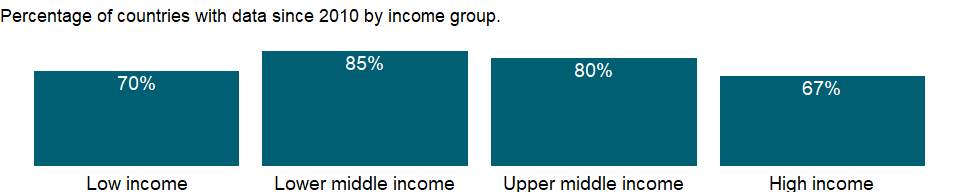 Percentage of countries with data since 2010 by income group.
70%
85%
80%
67%
Low income
Lower middle income
Upper middle income
High income